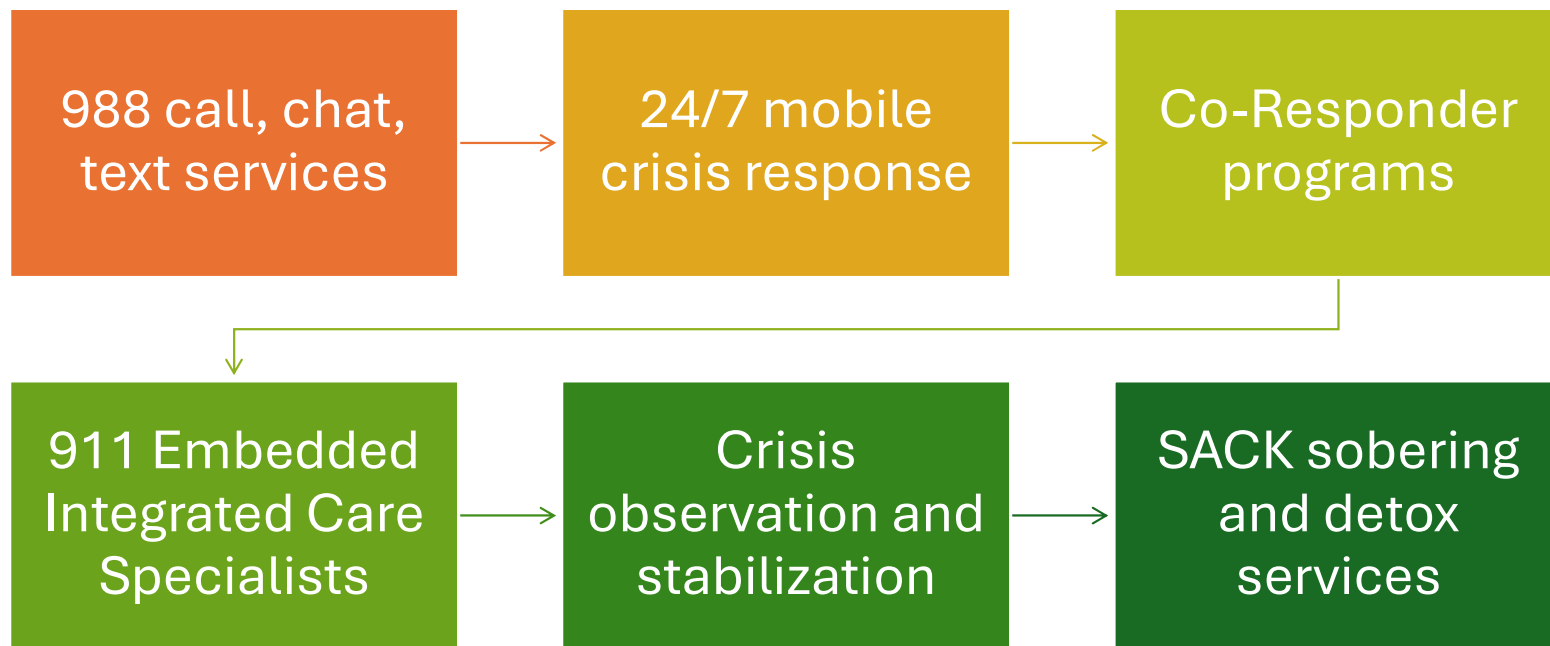 988 call, chat,
text services
24/7 mobile
crisis response
Co-Responder
programs
911 Embedded
Integrated Care
Specialists
Crisis
observation and
stabilization
SACK sobering
and detox
services